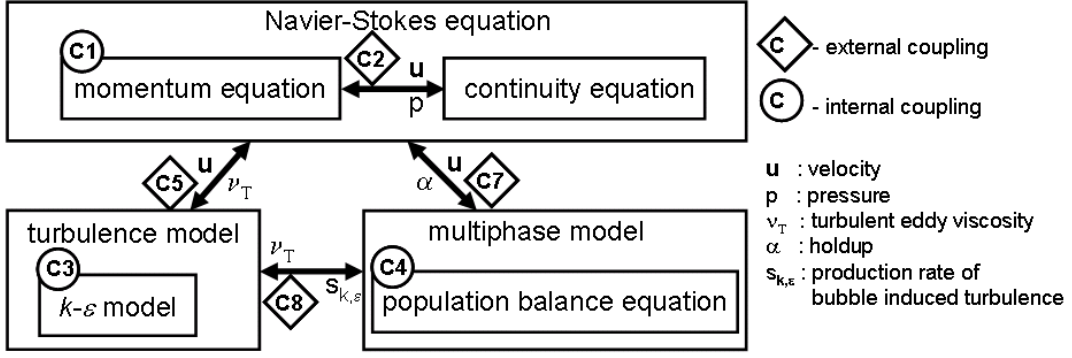 Navier-Stokes equation
C1
momentum equation
C2
u
p
continuity equation
C - external coupling
C - internal coupling
C5
u
νT
α
u
C7
u : velocity
p : pressure
νT : turbulent eddy viscosity
α : holdup
sk,ε : production rate of
bubble induced turbulence
turbulence model
C3
k-ε model
νT
C8
sk,ε
multiphase model
C4
population balance equation